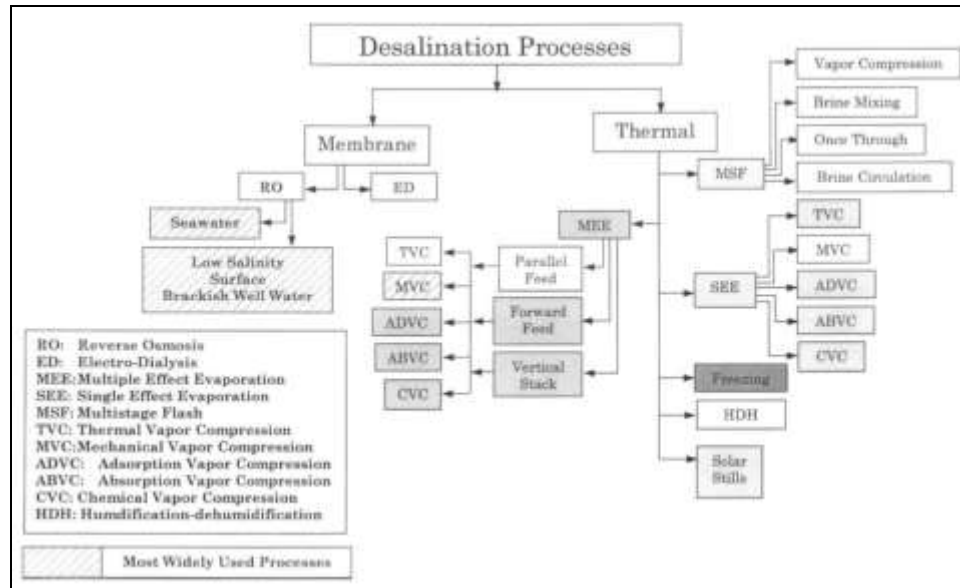 Desalination Processes
Membrane
Thermal
RO
ED
Seawater
Low Salinity
Surface
Brackish Well Water
MSF
Vapor Compression
Brine Mixing
Once Through
Brine Circulation
MEE
Parallel
Feed
Forward
Feed
Vertical
Stack
TVC
MVC
ADVC
ABVC
CVC
SEE
TVC
MVC
ADVC
ABVC
CVC
Freezing
HDH
Solar
Stills
RO: Reverse Osmosis
ED: Electro-Dialysis
MEE: Multiple Effect Evaporation
SEE: Single Effect Evaporation
MSF: Multistage Flash
TVC: Thermal Vapor Compression
MVC: Mechanical Vapor Compression
ADVC: Adsorption Vapor Compression
ABVC: Absorption Vapor Compression
CVC: Chemical Vapor Compression
HDH: Humdification-dehumidification
Most Widely Used Processes